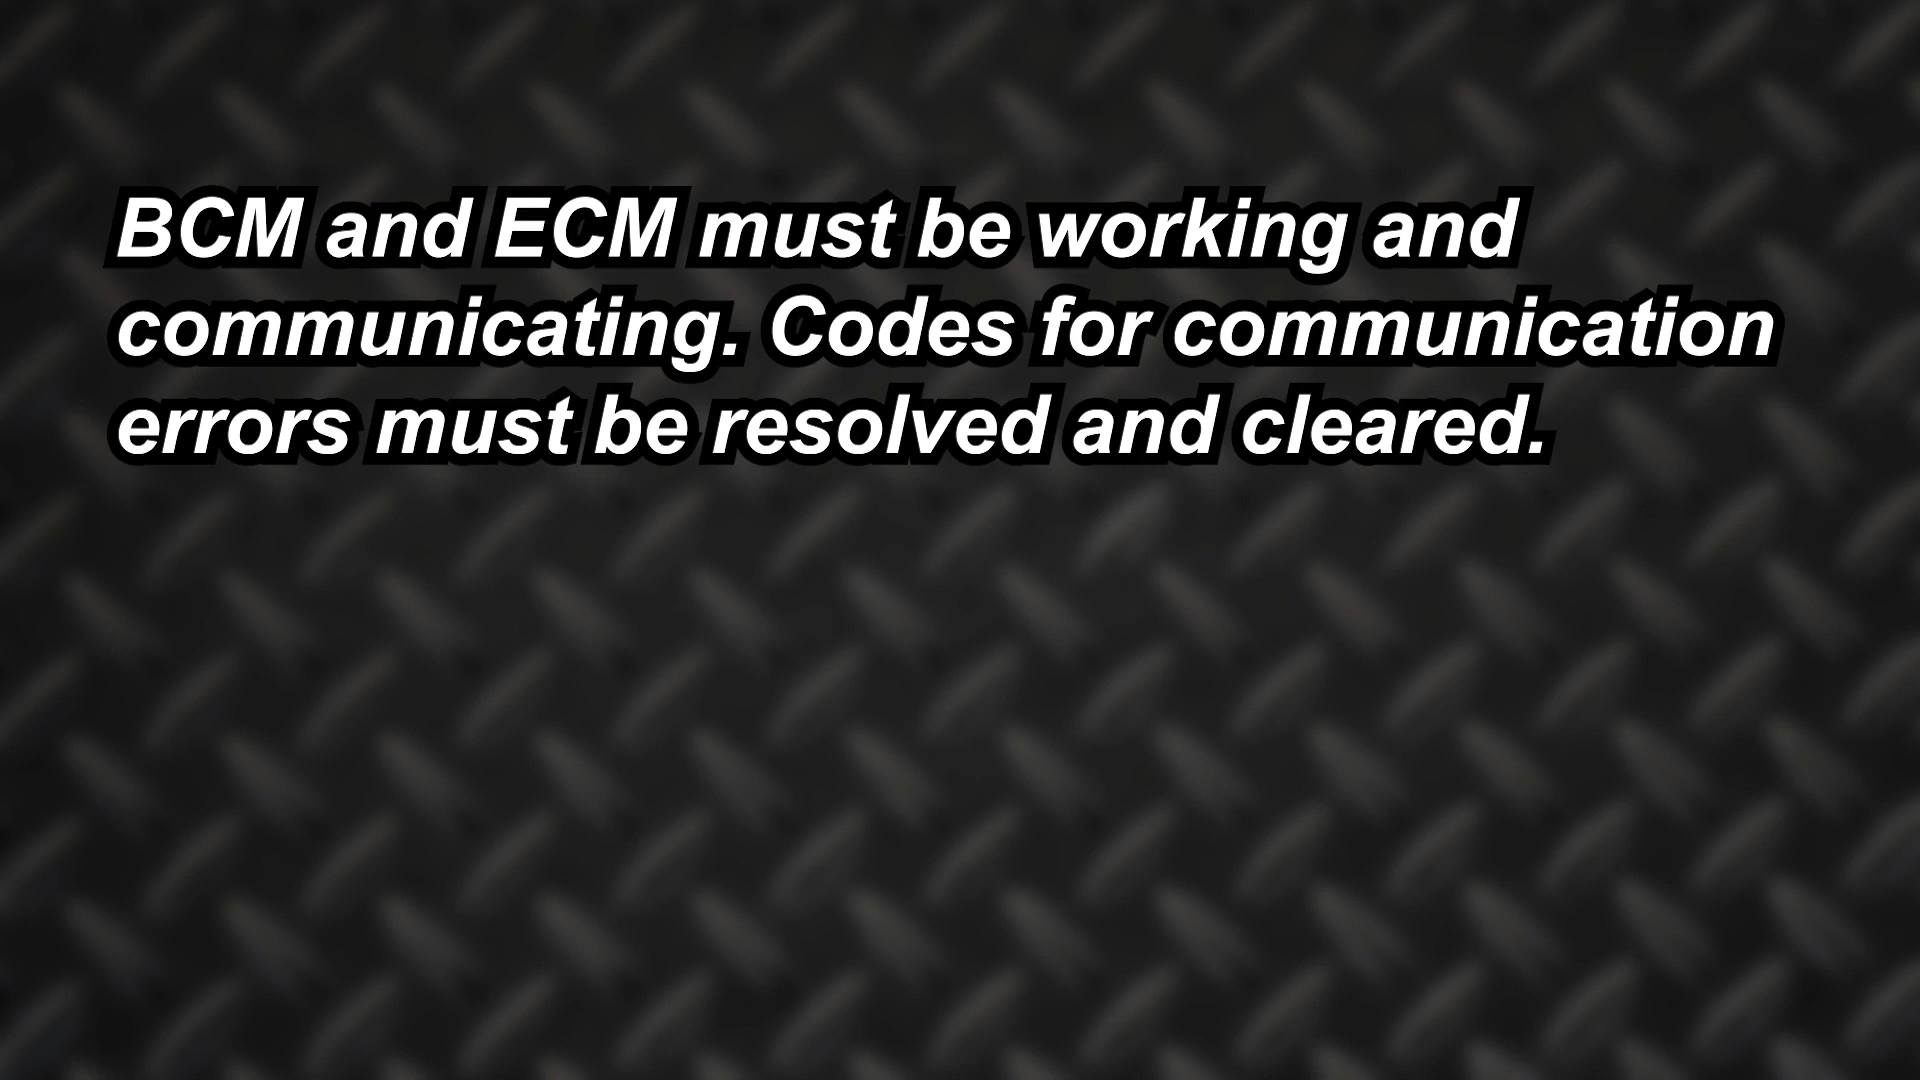 BCM and ECM must be working and
communicating. Codes for communication
errors must be resolved and cleared.